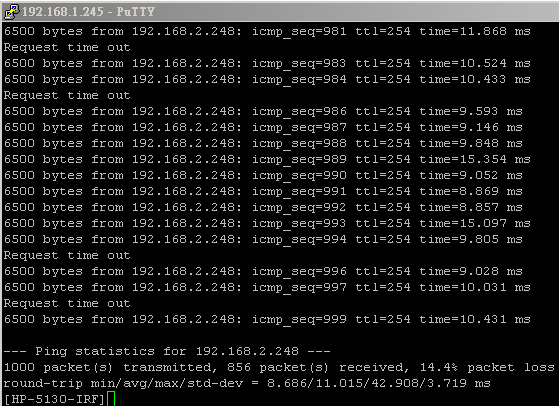 192.168.1.245 - PuTTY
6500 bytes from 192.168.2.248: icmp_seq=981 ttl=254 time=11.868 ms
Request time out
6500 bytes from 192.168.2.248: icmp_seq=983 ttl=254 time=10.524 ms
6500 bytes from 192.168.2.248: icmp_seq=984 ttl=254 time=10.433 ms
Request time out
6500 bytes from 192.168.2.248: icmp_seq=986 ttl=254 time=9.593 ms
6500 bytes from 192.168.2.248: icmp_seq=987 ttl=254 time=9.146 ms
6500 bytes from 192.168.2.248: icmp_seq=988 ttl=254 time=9.848 ms
6500 bytes from 192.168.2.248: icmp_seq=989 ttl=254 time=15.354 ms
6500 bytes from 192.168.2.248: icmp_seq=990 ttl=254 time=9.052 ms
6500 bytes from 192.168.2.248: icmp_seq=991 ttl=254 time=8.869 ms
6500 bytes from 192.168.2.248: icmp_seq=992 ttl=254 time=8.857 ms
6500 bytes from 192.168.2.248: icmp_seq=993 ttl=254 time=15.097 ms
6500 bytes from 192.168.2.248: icmp_seq=994 ttl=254 time=9.805 ms
Request time out
6500 bytes from 192.168.2.248: icmp_seq=996 ttl=254 time=9.028 ms
6500 bytes from 192.168.2.248: icmp_seq=997 ttl=254 time=10.031 ms
Request time out
6500 bytes from 192.168.2.248: icmp_seq=999 ttl=254 time=10.431 ms
--- Ping statistics for 192.168.2.248 ---
1000 packet(s) transmitted, 856 packet(s) received, 14.4% packet loss
round-trip min/avg/max/std-dev = 8.686/11.015/42.908/3.719 ms
[HP-5130-IRF]